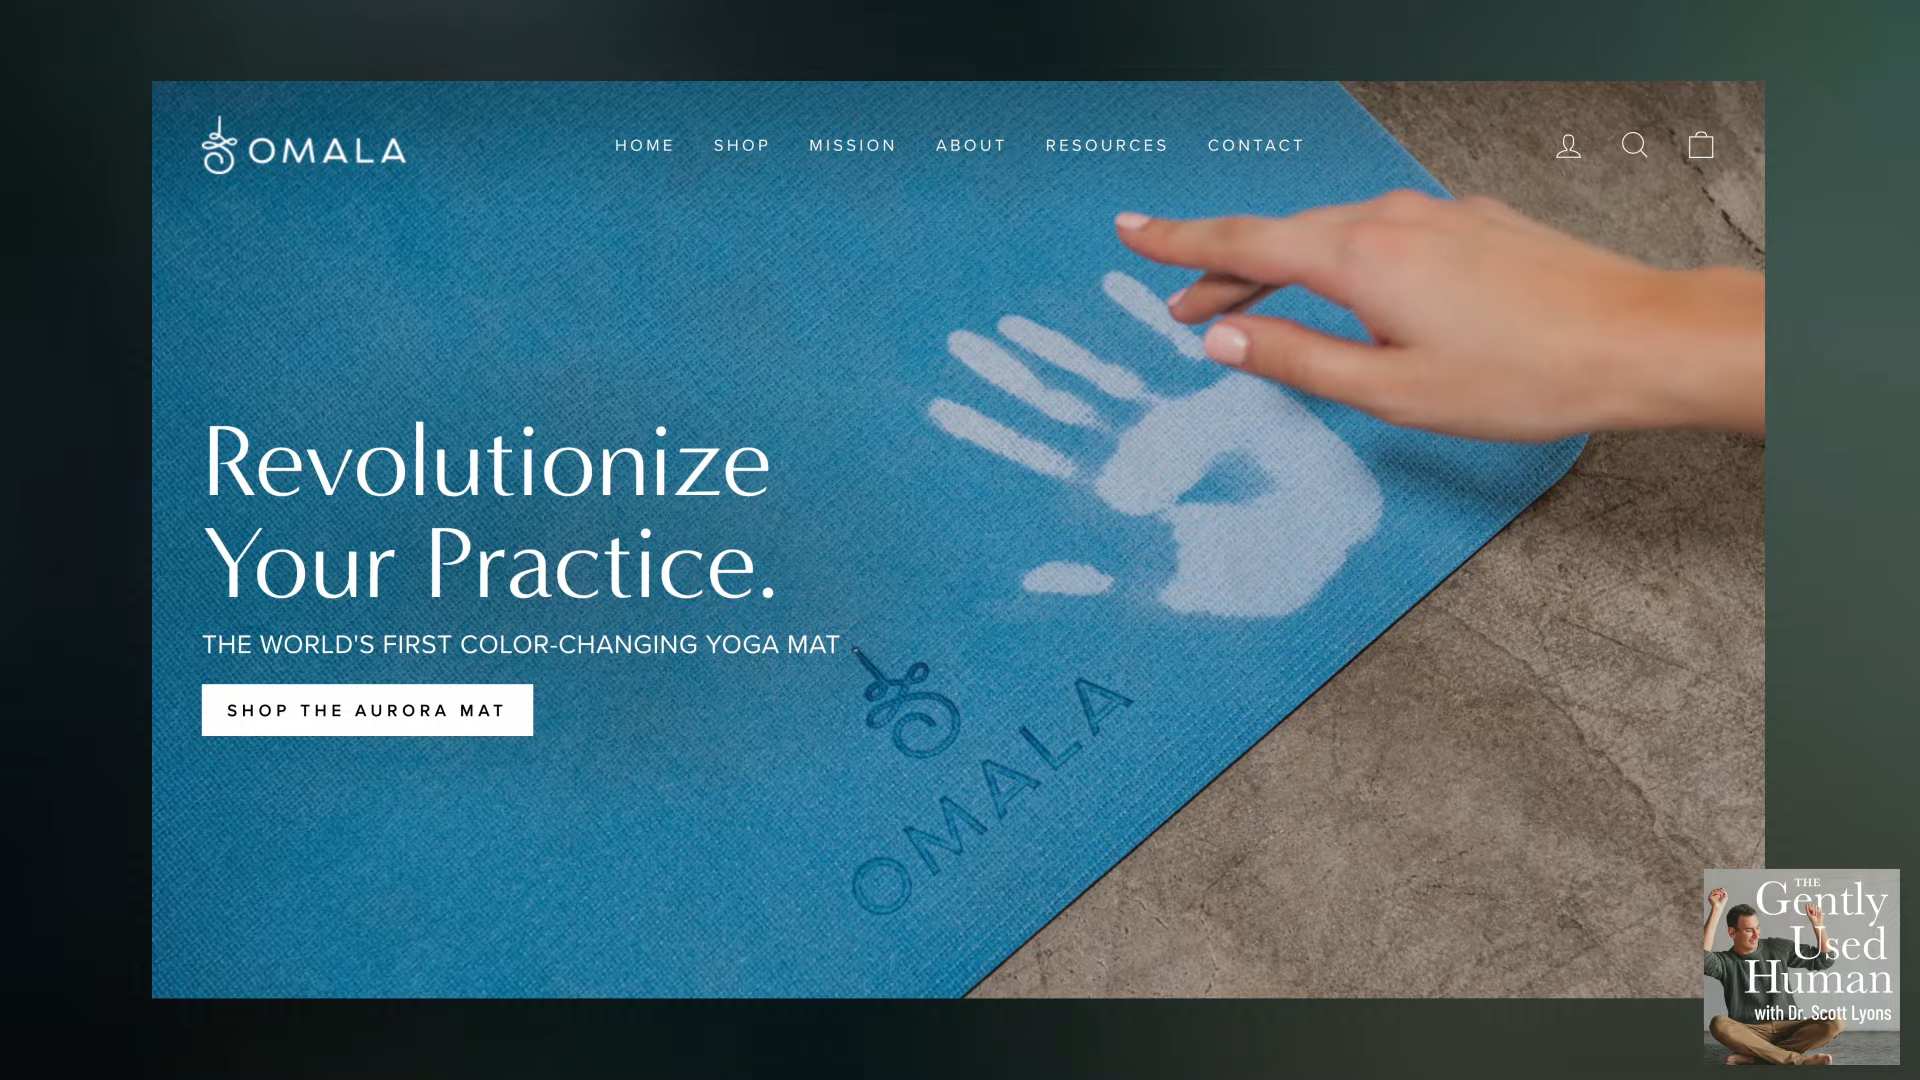 OMALA
HOME SHOP MISSION ABOUT RESOURCES CONTACT
Revolutionize
Your Practice.
THE WORLD'S FIRST COLOR-CHANGING YOGA MAT
SHOP THE AURORA MAT
OMALA
THE
Gently
Used
Human
with Dr. Scott Lyons